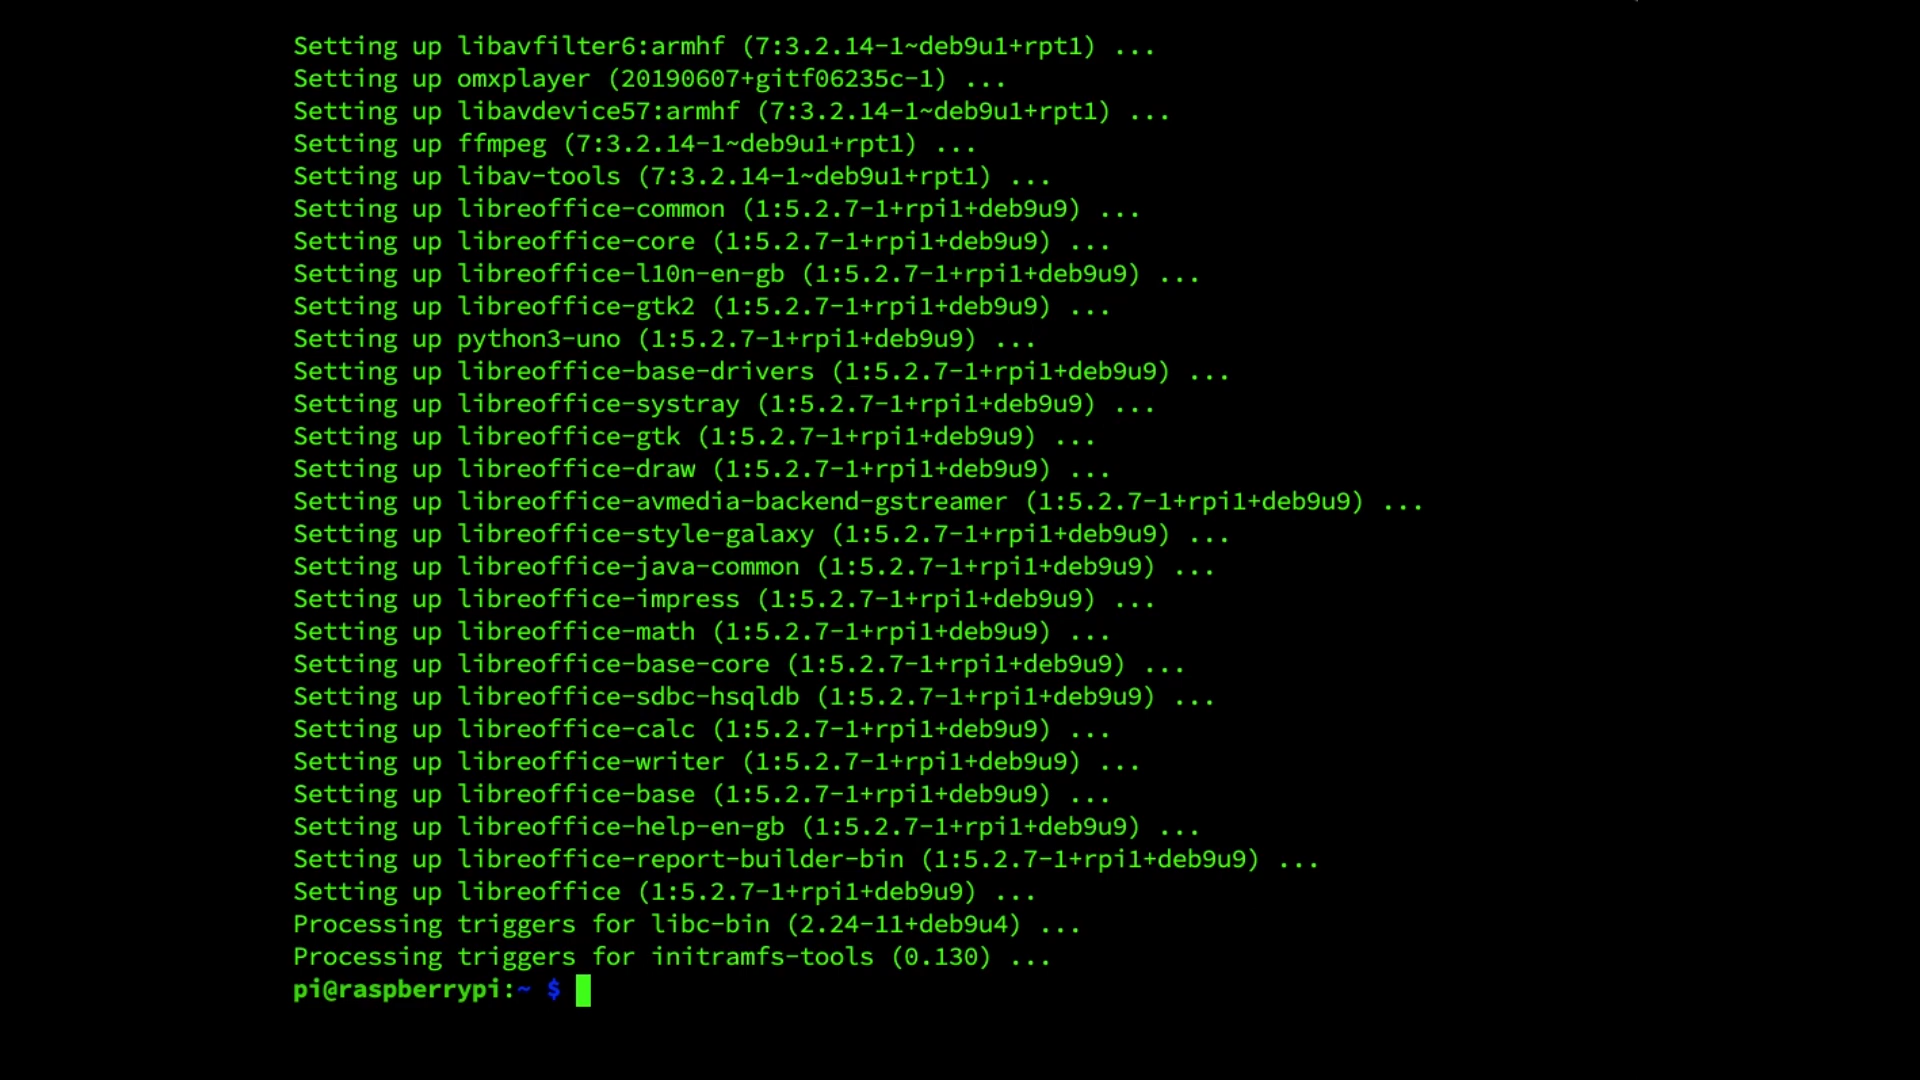 Setting up libavfilter6:armhf (7:3.2.14-1~deb9u1+rpt1) ...
Setting up omxplayer (20190607+gitf06235c-1) ...
Setting up libavdevice57:armhf (7:3.2.14-1~deb9u1+rpt1) ...
Setting up ffmpeg (7:3.2.14-1~deb9u1+rpt1) ...
Setting up libav-tools (7:3.2.14-1~deb9u1+rpt1) ...
Setting up libreoffice-common (1:5.2.7-1+rpi1+deb9u9) ...
Setting up libreoffice-core (1:5.2.7-1+rpi1+deb9u9) ...
Setting up libreoffice-l10n-en-gb (1:5.2.7-1+rpi1+deb9u9) ...
Setting up libreoffice-gtk2 (1:5.2.7-1+rpi1+deb9u9) ...
Setting up python3-uno (1:5.2.7-1+rpi1+deb9u9) ...
Setting up libreoffice-base-drivers (1:5.2.7-1+rpi1+deb9u9) ...
Setting up libreoffice-systray (1:5.2.7-1+rpi1+deb9u9) ...
Setting up libreoffice-gtk (1:5.2.7-1+rpi1+deb9u9) ...
Setting up libreoffice-draw (1:5.2.7-1+rpi1+deb9u9) ...
Setting up libreoffice-avmedia-backend-gstreamer (1:5.2.7-1+rpi1+deb9u9) ...
Setting up libreoffice-style-galaxy (1:5.2.7-1+rpi1+deb9u9) ...
Setting up libreoffice-java-common (1:5.2.7-1+rpi1+deb9u9) ...
Setting up libreoffice-impress (1:5.2.7-1+rpi1+deb9u9) ...
Setting up libreoffice-math (1:5.2.7-1+rpi1+deb9u9) ...
Setting up libreoffice-base-core (1:5.2.7-1+rpi1+deb9u9) ...
Setting up libreoffice-sdbc-hsqldb (1:5.2.7-1+rpi1+deb9u9) ...
Setting up libreoffice-calc (1:5.2.7-1+rpi1+deb9u9) ...
Setting up libreoffice-writer (1:5.2.7-1+rpi1+deb9u9) ...
Setting up libreoffice-base (1:5.2.7-1+rpi1+deb9u9) ...
Setting up libreoffice-help-en-gb (1:5.2.7-1+rpi1+deb9u9) ...
Setting up libreoffice-report-builder-bin (1:5.2.7-1+rpi1+deb9u9) ...
Setting up libreoffice (1:5.2.7-1+rpi1+deb9u9) ...
Processing triggers for libc-bin (2.24-11+deb9u4) ...
Processing triggers for initramfs-tools (0.130) ...
pi@raspberrypi:~ $